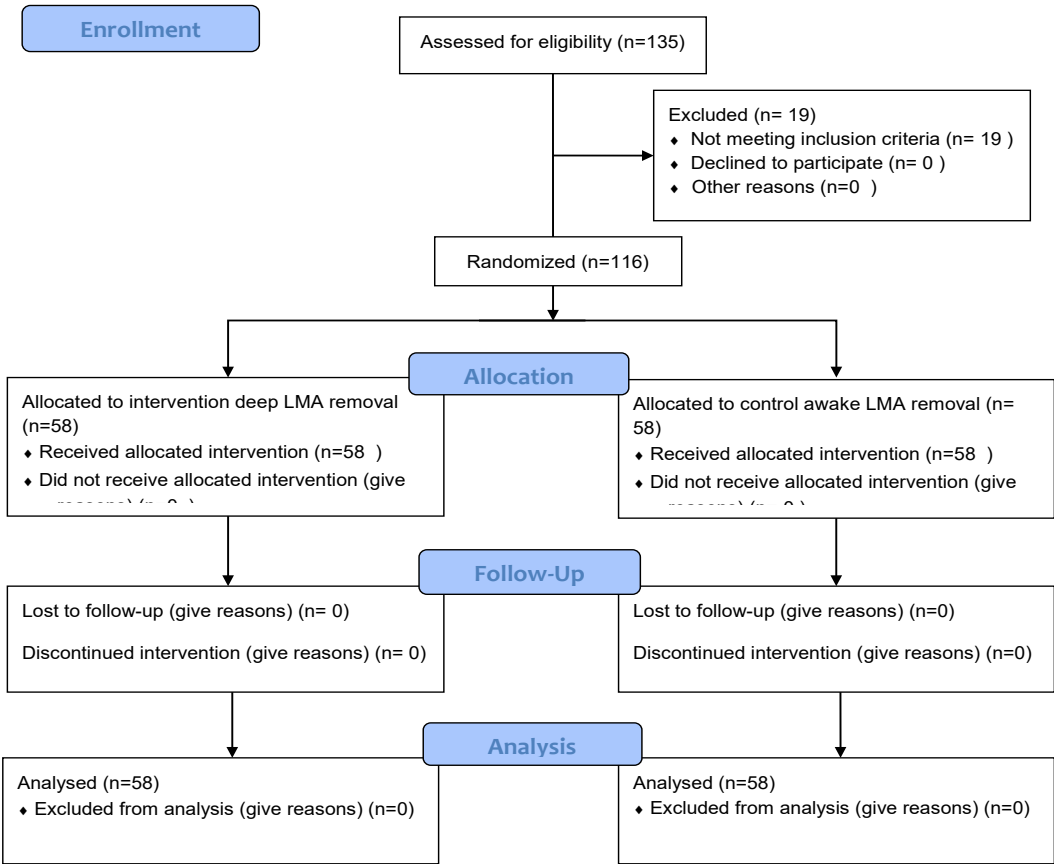 Enrollment
Assessed for eligibility (n=135)
Excluded (n= 19)
♦ Not meeting inclusion criteria (n= 19 )
♦ Declined to participate (n= 0 )
♦ Other reasons (n=0 )
Randomized (n=116)
Allocation
Allocated to intervention deep LMA removal
(n=58)
♦ Received allocated intervention (n=58 )
♦ Did not receive allocated intervention (give
Allocated to control awake LMA removal (n=
58)
♦ Received allocated intervention (n=58 )
♦ Did not receive allocated intervention (give
Follow-Up
Lost to follow-up (give reasons) (n= 0)
Discontinued intervention (give reasons) (n= 0)
Lost to follow-up (give reasons) (n=0)
Discontinued intervention (give reasons) (n=0)
Analysis
Analysed (n=58)
♦ Excluded from analysis (give reasons) (n=0)
Analysed (n=58)
♦ Excluded from analysis (give reasons) (n=0)